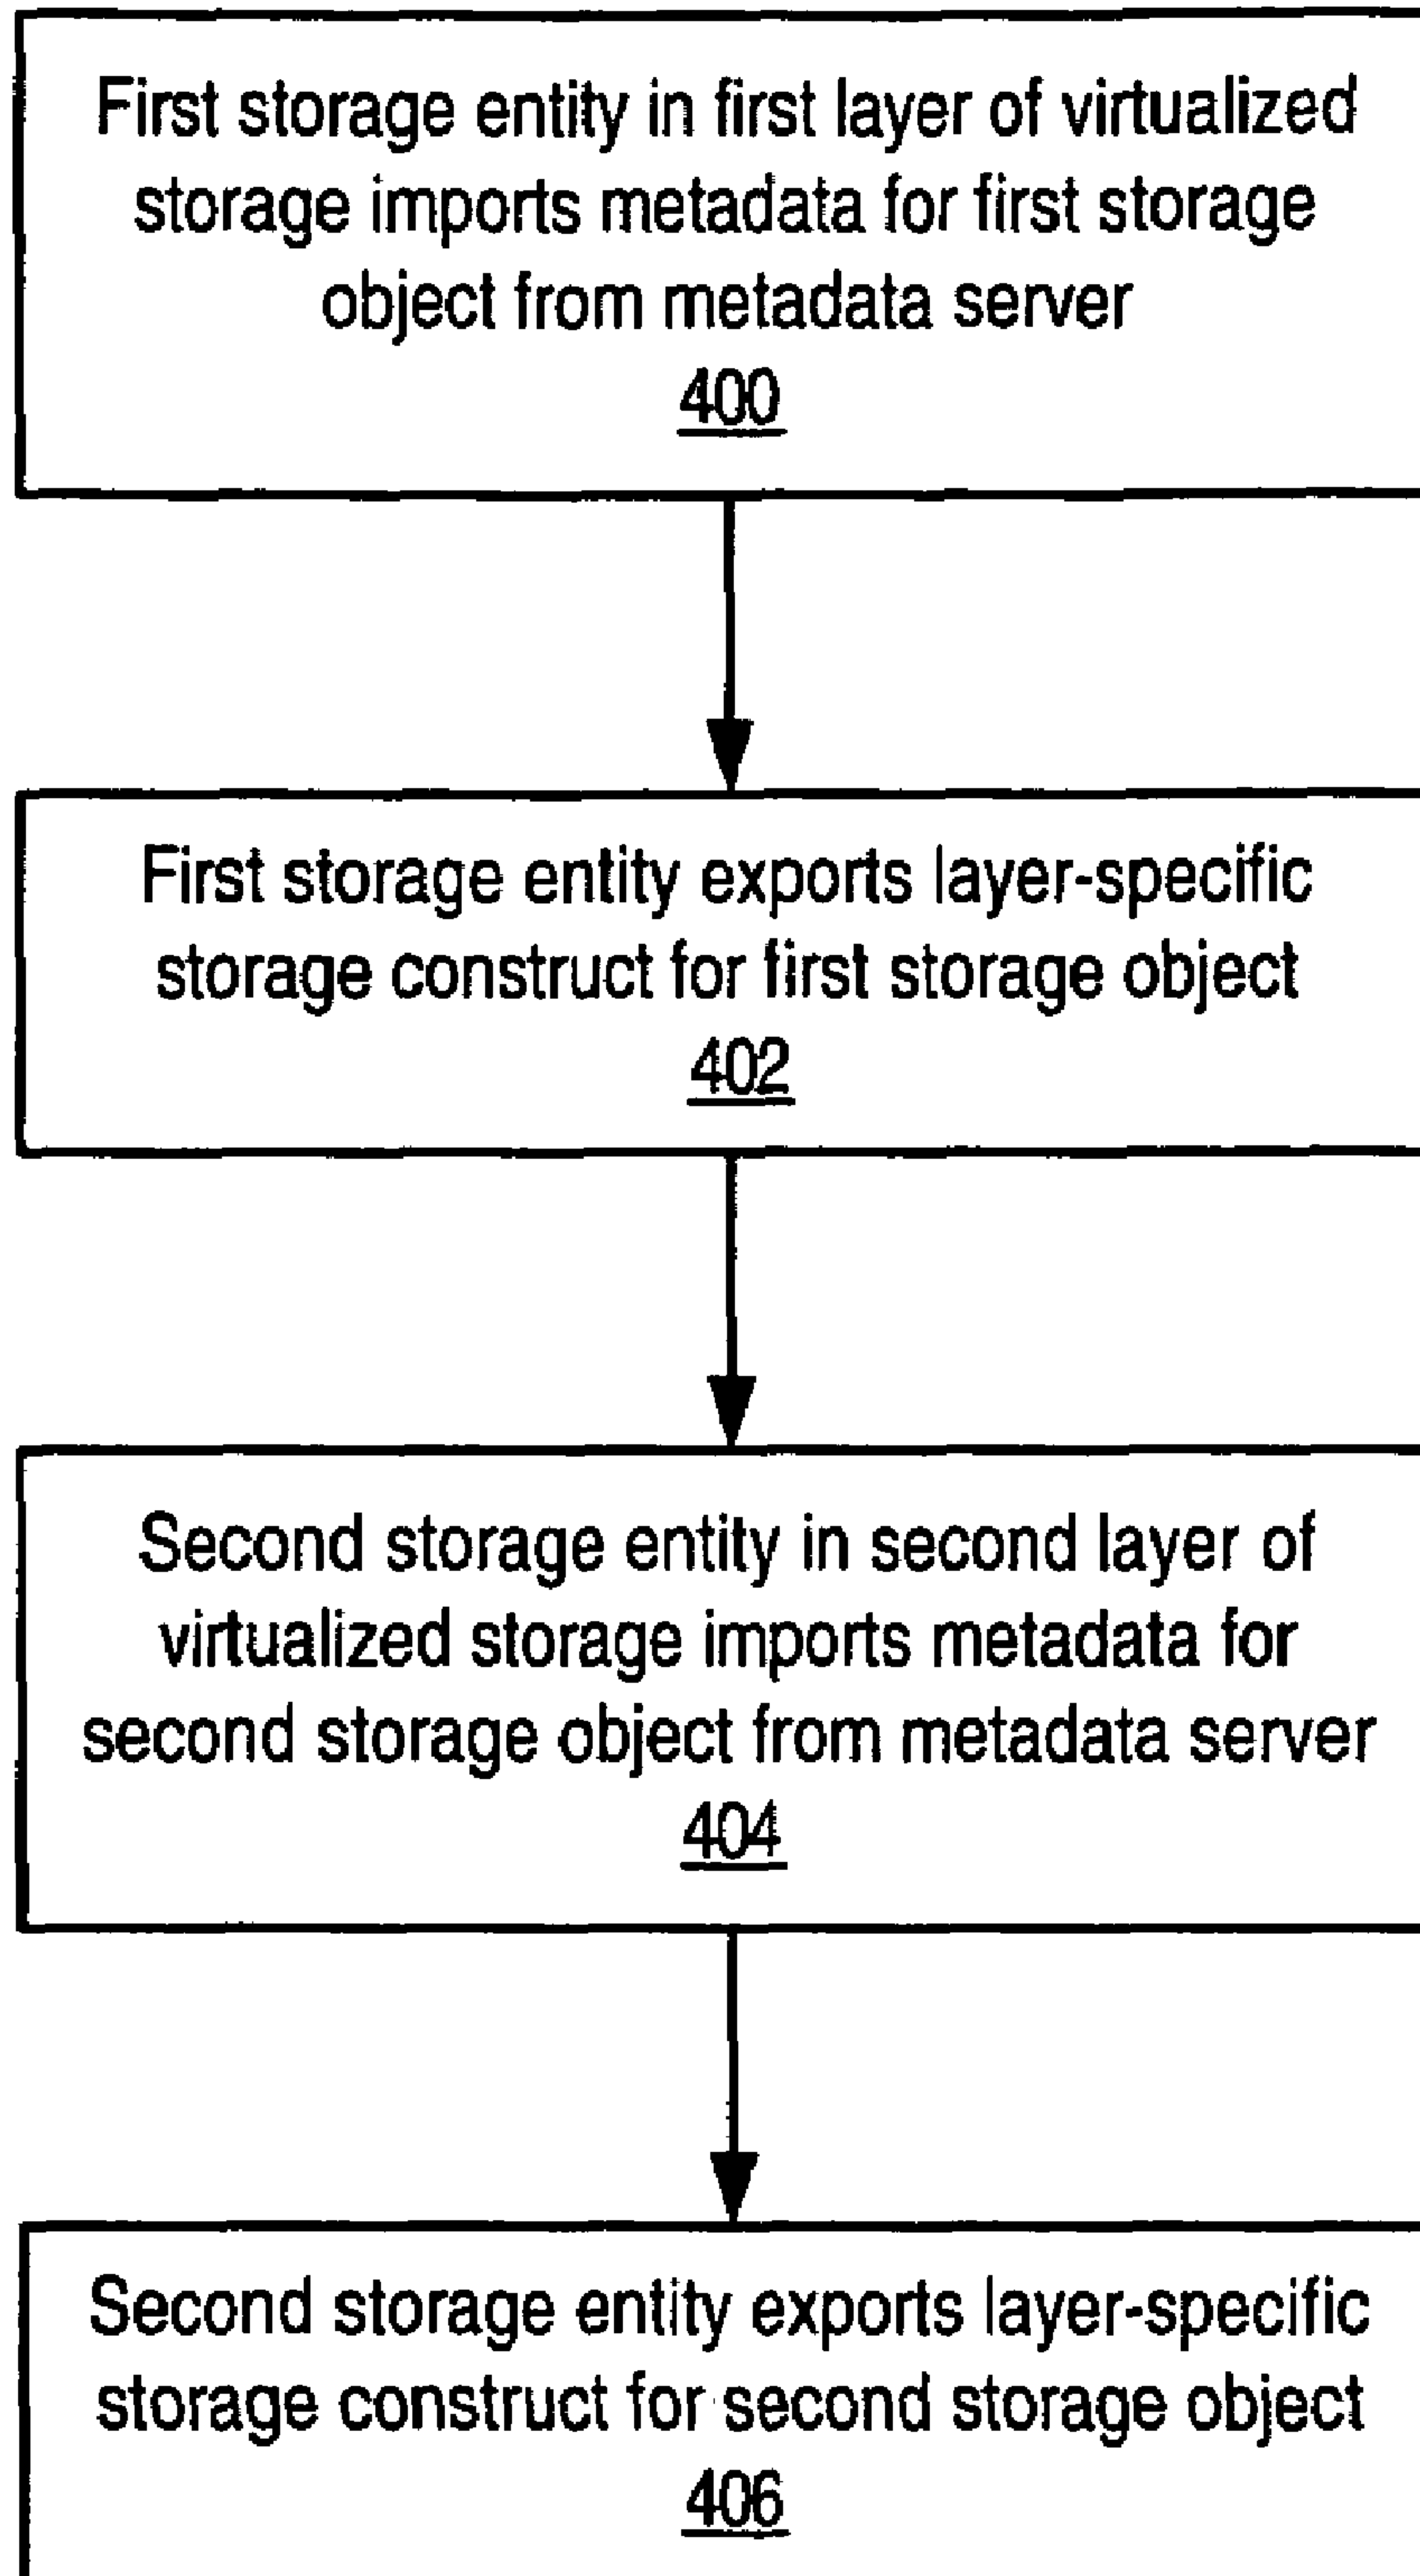 First storage entity in first layer of virtualized
storage imports metadata for first storage
object from metadata server
400
First storage entity exports layer-specific
storage construct for first storage object
402
Second storage entity in second layer of
virtualized storage imports metadata for
second storage object from metadata server
404
Second storage entity exports layer-specific
storage construct for second storage object
406